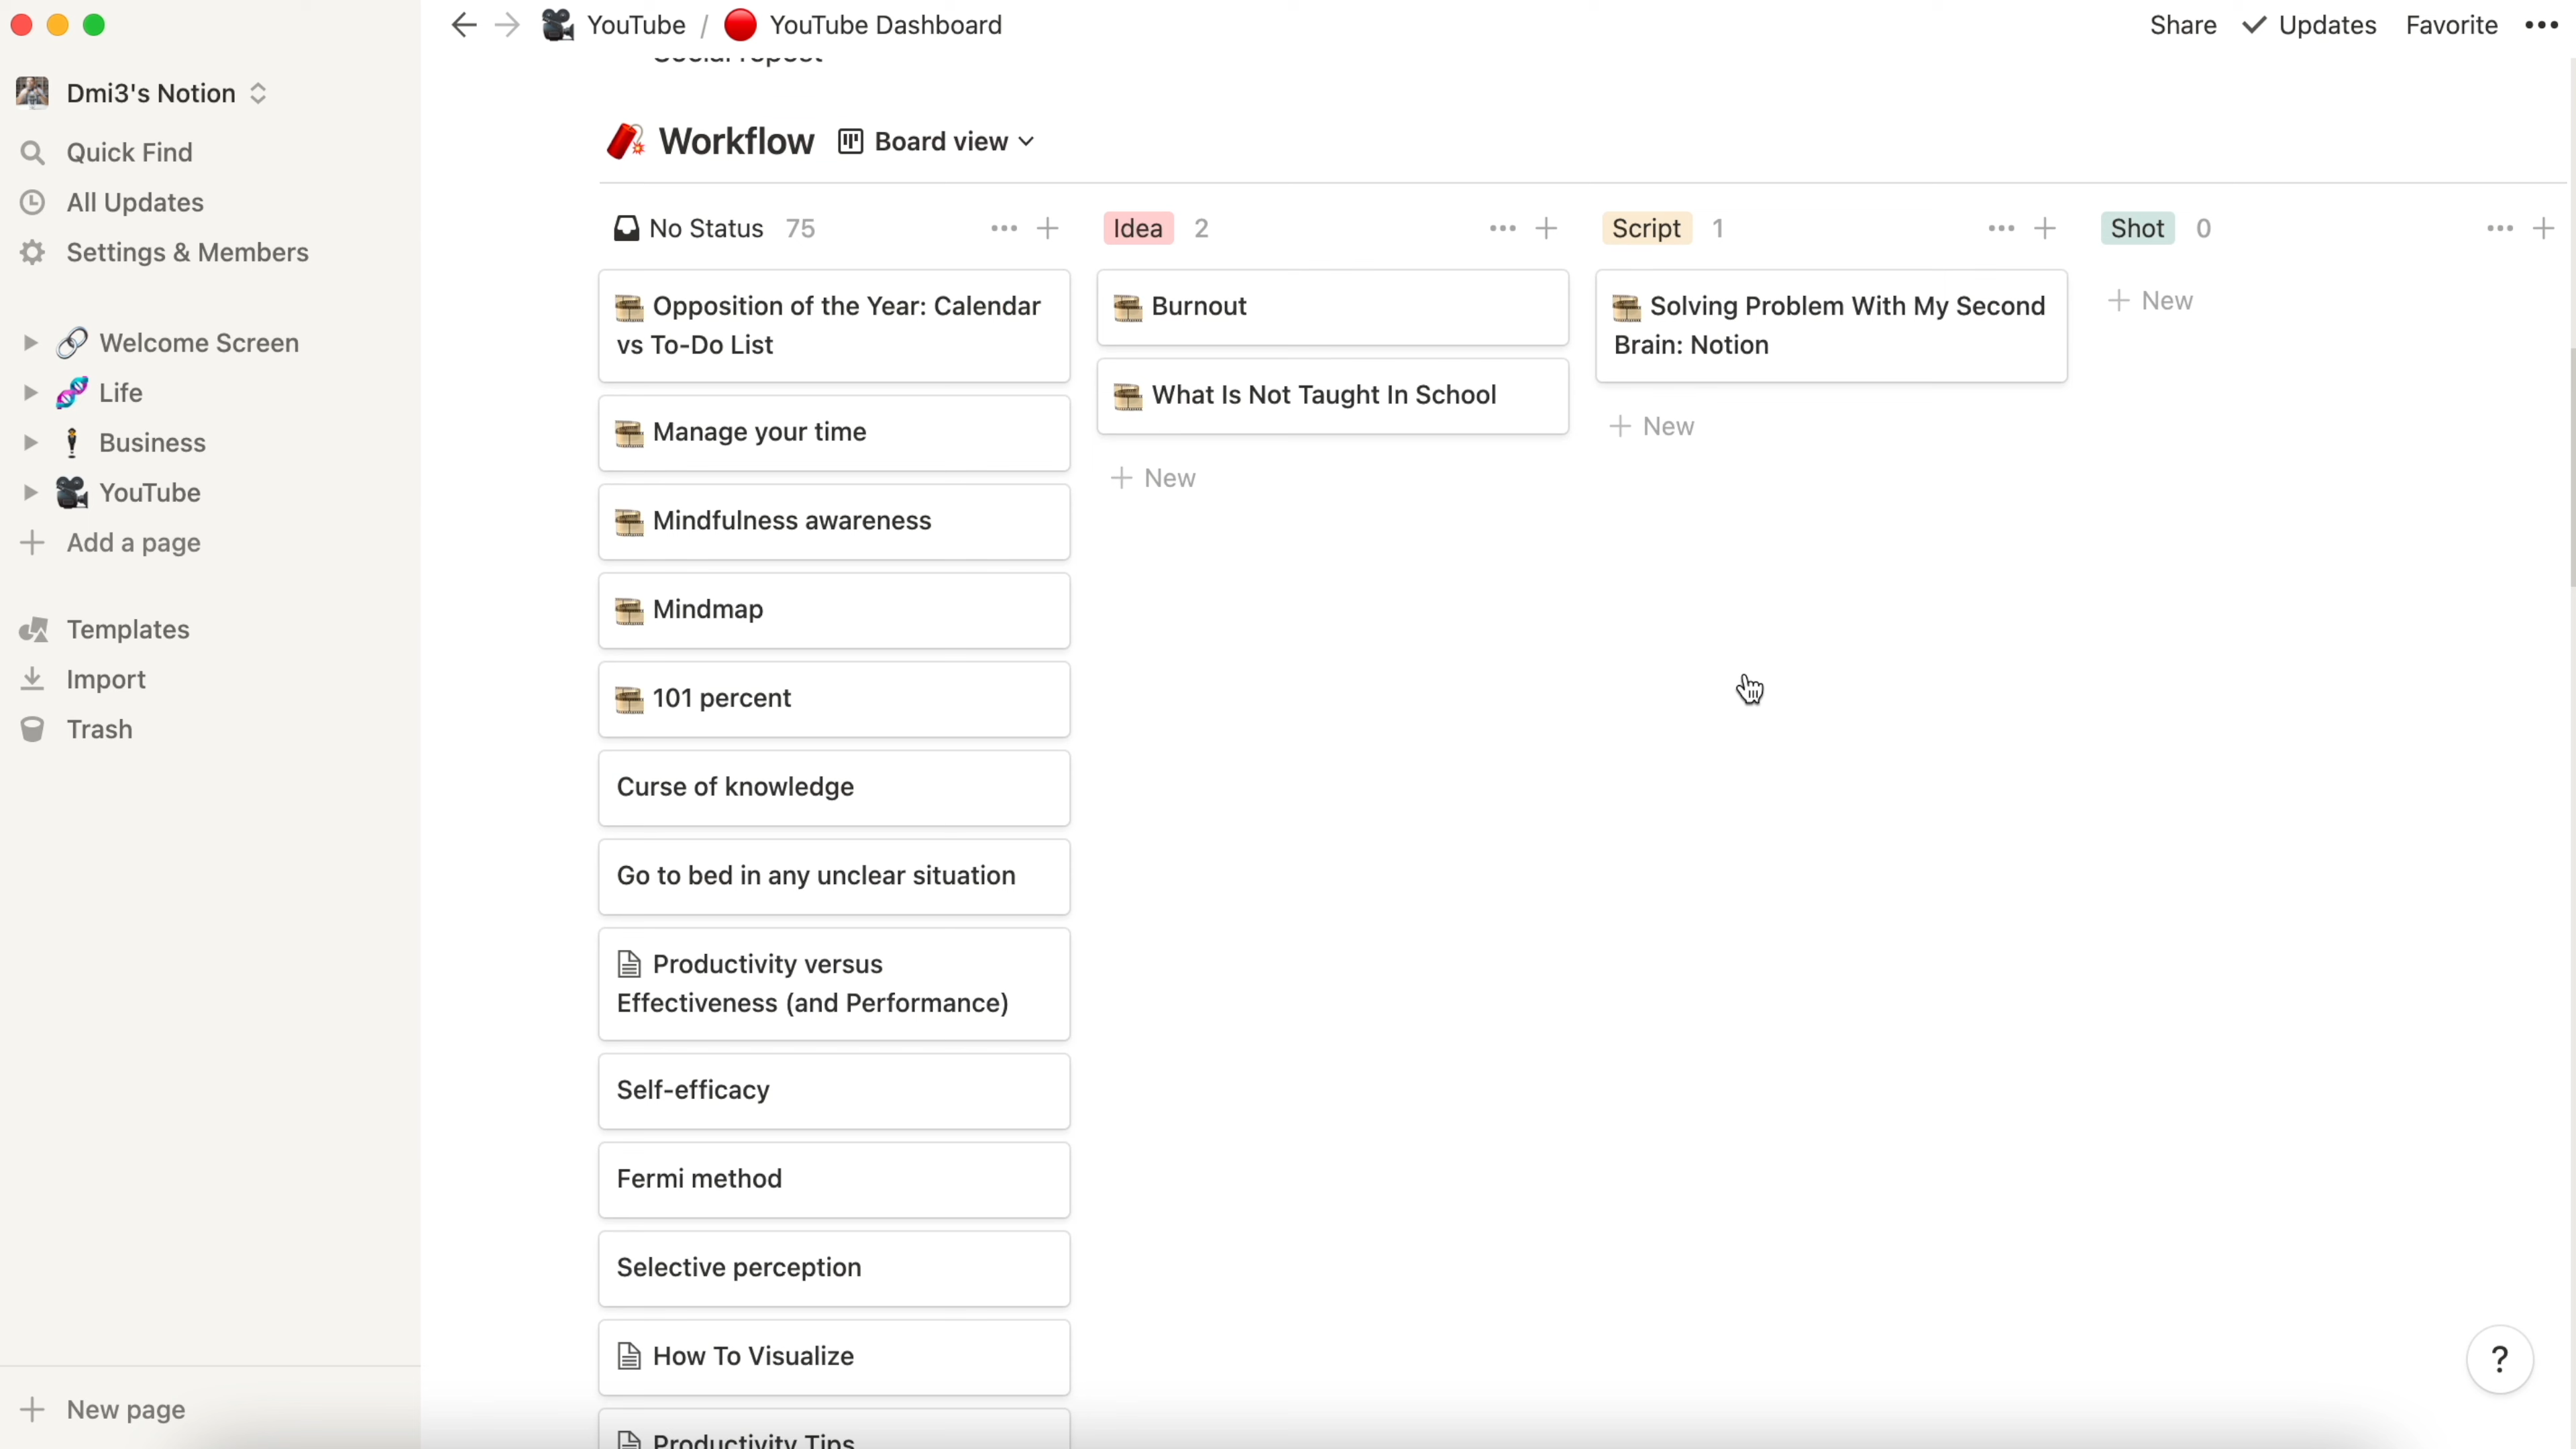 YouTube / YouTube Dashboard
Share Updates Favorite
Dmi3's Notion
Quick Find
All Updates
Settings & Members
Welcome Screen
Life
Business
YouTube
Add a page
Templates
Import
Trash
New page
Social repost
Workflow Board view
No Status 75
Opposition of the Year: Calendar
vs To-Do List
Manage your time
Mindfulness awareness
Mindmap
101 percent
Curse of knowledge
Go to bed in any unclear situation
Productivity versus
Effectiveness (and Performance)
Self-efficacy
Fermi method
Selective perception
How To Visualize
Productivity Tips
Idea 2
Burnout
What Is Not Taught In School
+ New
Script 1
Solving Problem With My Second
Brain: Notion
+ New
Shot 0
+ New
?